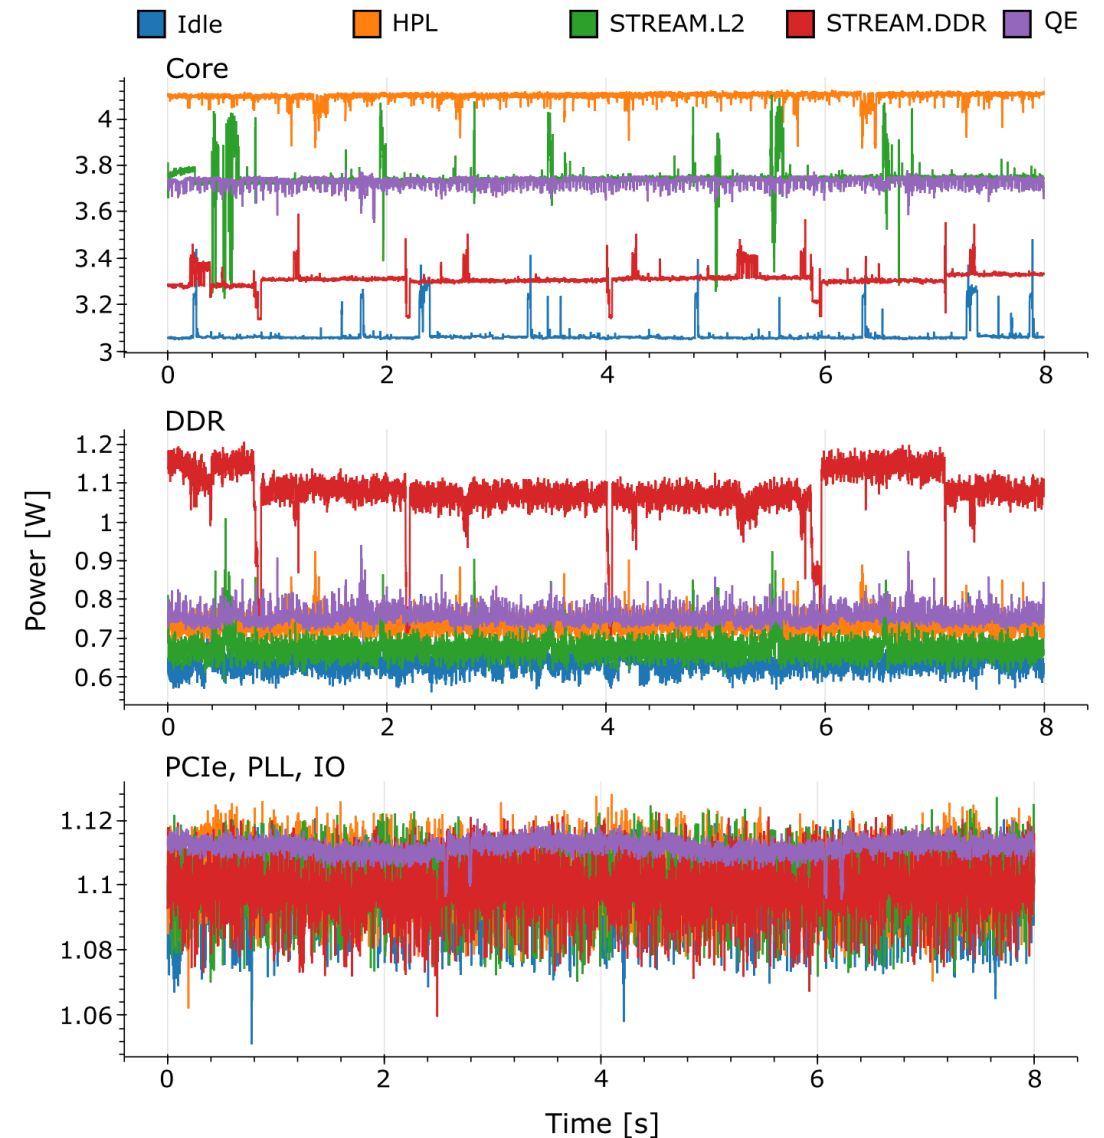 Idle HPL STREAM.L2 STREAM.DDR QE
Core
4
3.8
3.6
3.4
3.2
3
0 2 4 6 8
DDR
1.2
1.1
1
0.9
0.8
0.7
0.6
0 2 4 6 8
Power [W]
PCIe, PLL, IO
1.12
1.1
1.08
1.06
0 2 4 6 8
Time [s]